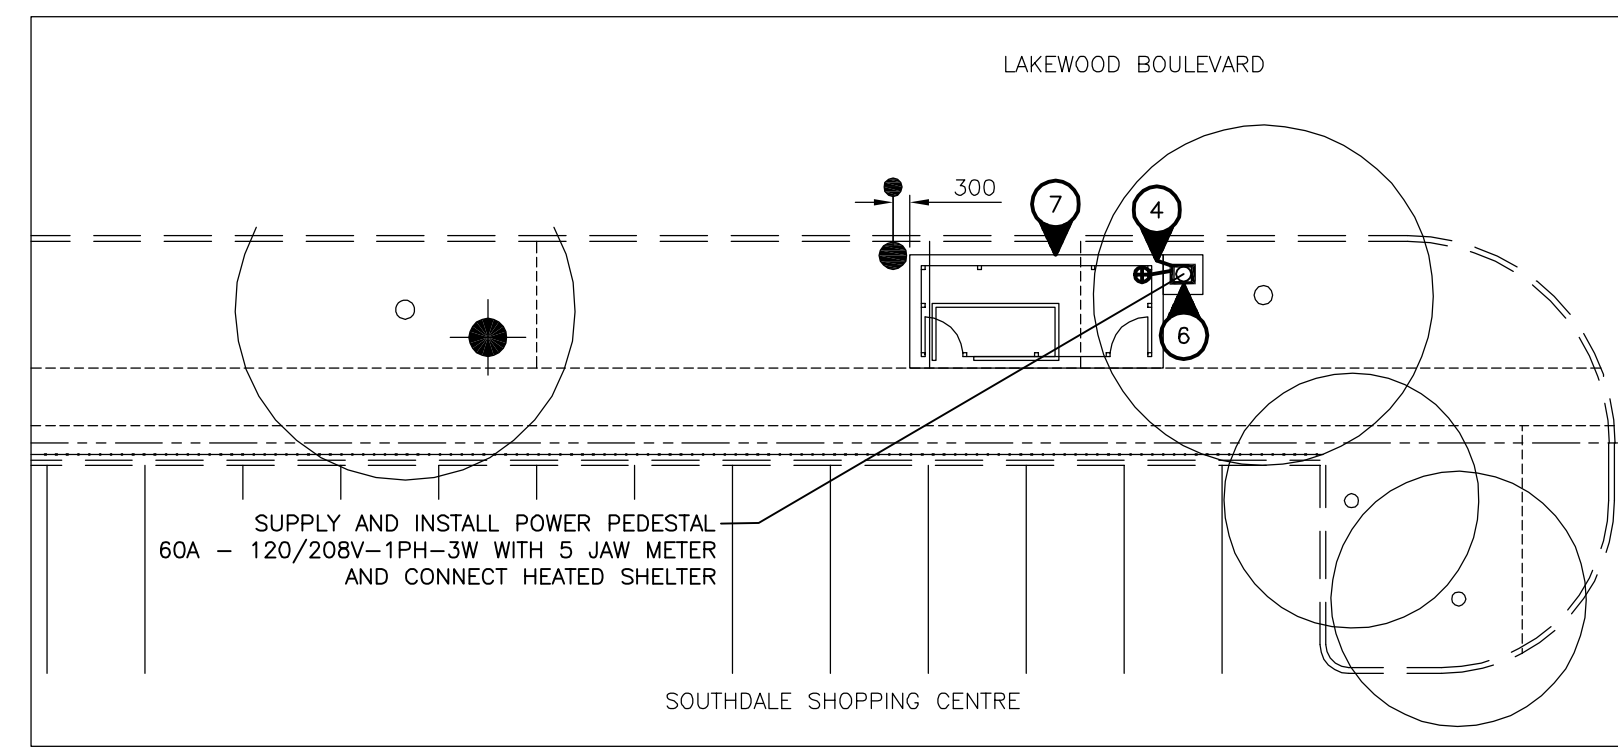 LAKEWOOD BOULEVARD
300
7
4
6
SUPPLY AND INSTALL POWER PEDESTAL
60A - 120/208V-1PH-3W WITH 5 JAW METER
AND CONNECT HEATED SHELTER
SOUTHDALE SHOPPING CENTRE